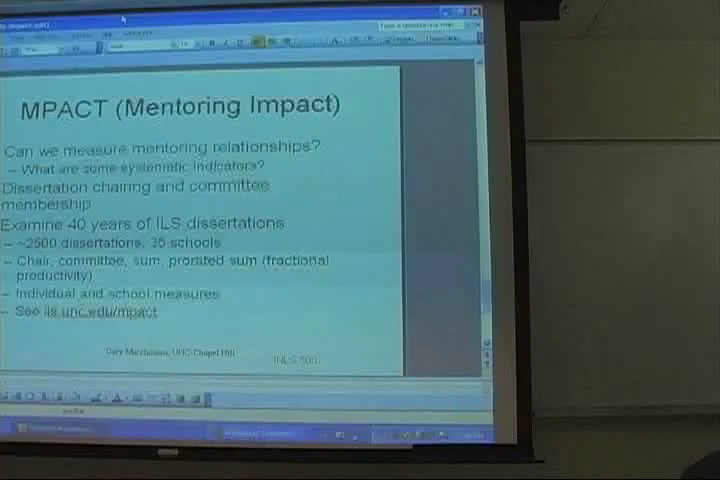 MPACT (Mentoring Impact)
Can we measure mentoring relationships?
– What are some systematic indicators?
Dissertation chairing and committee
membership
Examine 40 years of ILS dissertations
– ~2500 dissertations, 35 schools
– Chair, committee, sum, prorated sum (fractional
productivity)
– Individual and school measures
– See ils.unc.edu/mpact
Gary Marchionini, UNC-Chapel Hill